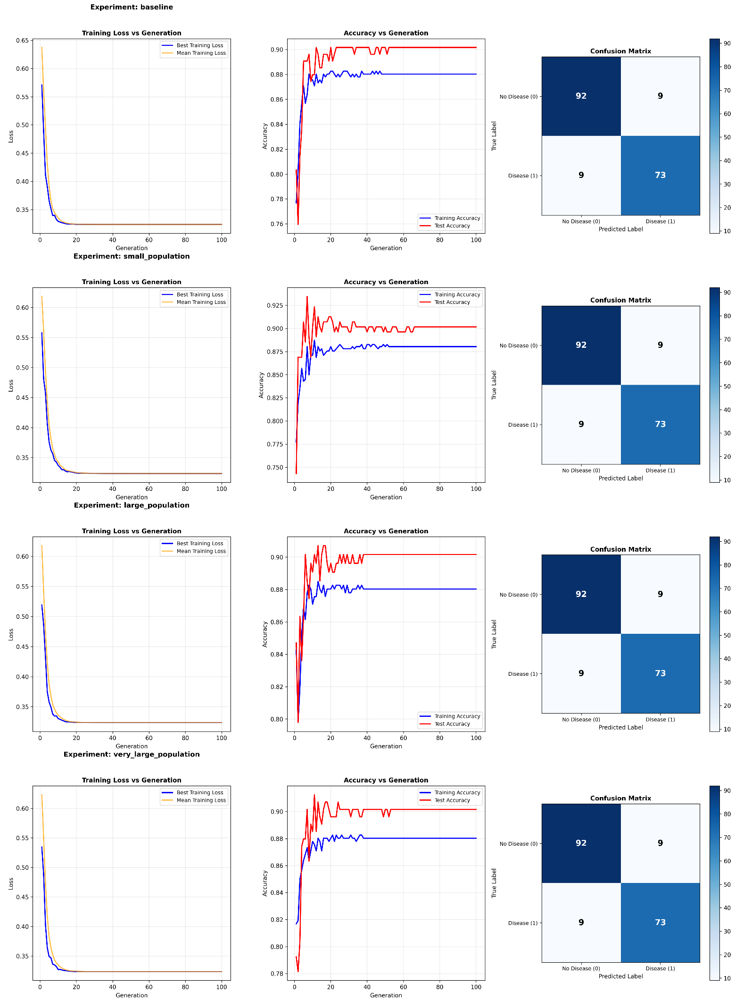 Experiment: baseline
Training Loss vs Generation
0.65
0.60
0.55
0.50
0.45
0.40
0.35
Loss
0 20 40 60 80 100
Generation
Best Training Loss
Mean Training Loss
Accuracy vs Generation
0.90
0.88
0.86
0.84
0.82
0.80
0.78
0.76
Accuracy
0 20 40 60 80 100
Generation
Training Accuracy
Test Accuracy
Confusion Matrix
True Label
No Disease (0)
92 9
Disease (1)
9 73
No Disease (0) Disease (1)
Predicted Label
90
80
70
60
50
40
30
20
10
Experiment: small_population
Training Loss vs Generation
0.60
0.55
0.50
0.45
0.40
0.35
Loss
0 20 40 60 80 100
Generation
Best Training Loss
Mean Training Loss
Accuracy vs Generation
0.925
0.900
0.875
0.850
0.825
0.800
0.775
0.750
Accuracy
0 20 40 60 80 100
Generation
Training Accuracy
Test Accuracy
Confusion Matrix
True Label
No Disease (0)
92 9
Disease (1)
9 73
No Disease (0) Disease (1)
Predicted Label
90
80
70
60
50
40
30
20
10
Experiment: large_population
Training Loss vs Generation
0.60
0.55
0.50
0.45
0.40
0.35
Loss
0 20 40 60 80 100
Generation
Best Training Loss
Mean Training Loss
Accuracy vs Generation
0.90
0.88
0.86
0.84
0.82
0.80
Accuracy
0 20 40 60 80 100
Generation
Training Accuracy
Test Accuracy
Confusion Matrix
True Label
No Disease (0)
92 9
Disease (1)
9 73
No Disease (0) Disease (1)
Predicted Label
90
80
70
60
50
40
30
20
10
Experiment: very_large_population
Training Loss vs Generation
0.60
0.55
0.50
0.45
0.40
0.35
Loss
0 20 40 60 80 100
Generation
Best Training Loss
Mean Training Loss
Accuracy vs Generation
0.90
0.88
0.86
0.84
0.82
0.80
0.78
Accuracy
0 20 40 60 80 100
Generation
Training Accuracy
Test Accuracy
Confusion Matrix
True Label
No Disease (0)
92 9
Disease (1)
9 73
No Disease (0) Disease (1)
Predicted Label
90
80
70
60
50
40
30
20
10